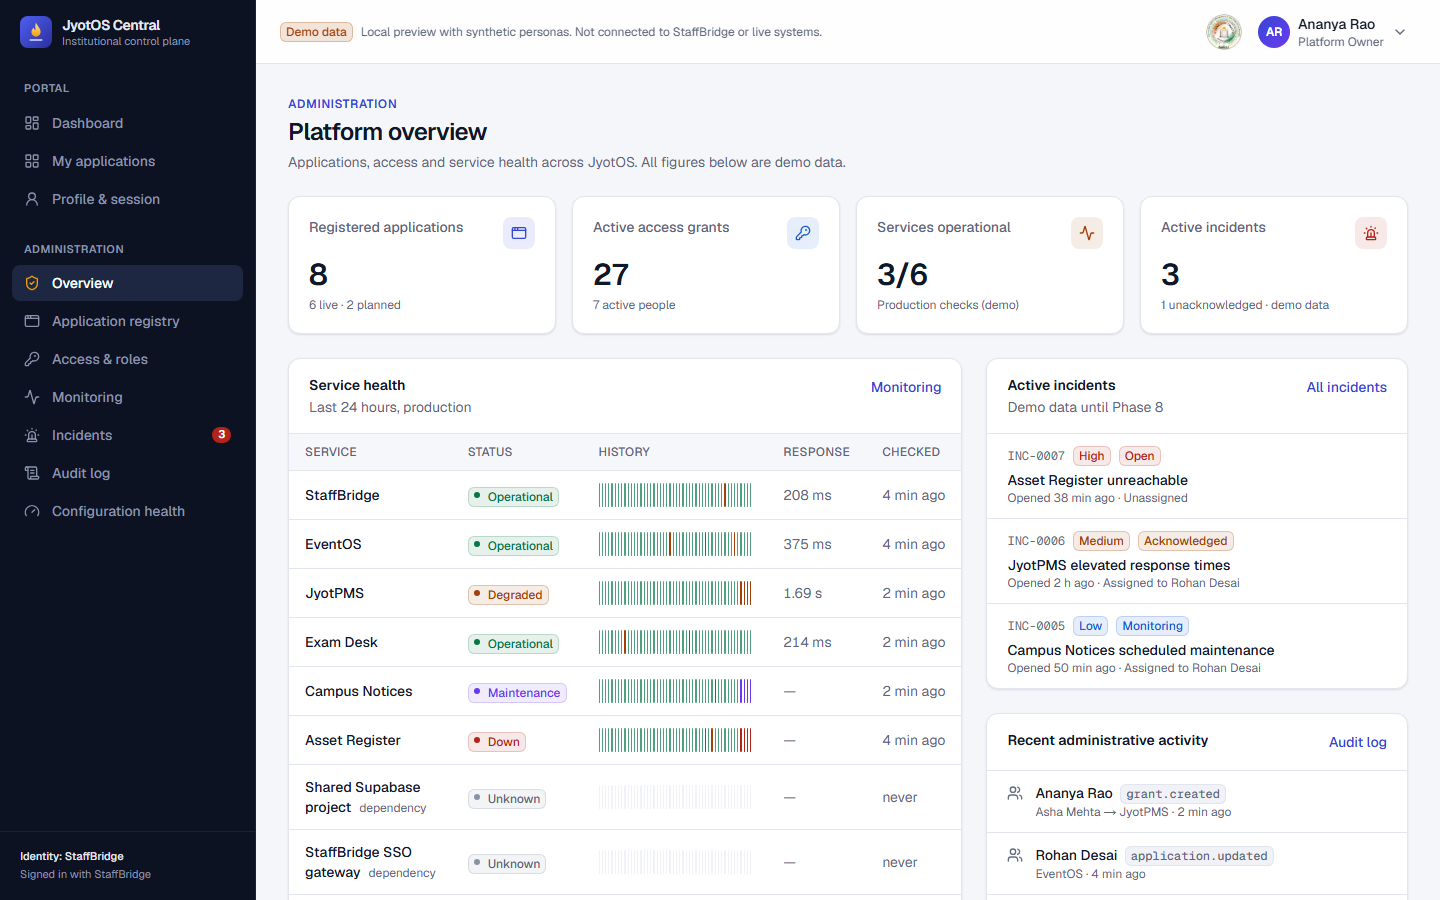 JyotOS Central
Institutional control plane
PORTAL
Dashboard
My applications
Profile & session
ADMINISTRATION
Overview
Application registry
Access & roles
Monitoring
Incidents 3
Audit log
Configuration health
Identity: StaffBridge
Signed in with StaffBridge
Demo data Local preview with synthetic personas. Not connected to StaffBridge or live systems.
AR Ananya Rao
Platform Owner
ADMINISTRATION
Platform overview
Applications, access and service health across JyotOS. All figures below are demo data.
Registered applications
8
6 live · 2 planned
Active access grants
27
7 active people
Services operational
3/6
Production checks (demo)
Active incidents
3
1 unacknowledged · demo data
Service health Monitoring
Last 24 hours, production
SERVICE STATUS HISTORY RESPONSE CHECKED
StaffBridge Operational 208 ms 4 min ago
EventOS Operational 375 ms 4 min ago
JyotPMS Degraded 1.69 s 2 min ago
Exam Desk Operational 214 ms 2 min ago
Campus Notices Maintenance — 2 min ago
Asset Register Down — 4 min ago
Shared Supabase
project dependency Unknown — never
StaffBridge SSO
gateway dependency Unknown — never
Active incidents All incidents
Demo data until Phase 8
INC-0007 High Open
Asset Register unreachable
Opened 38 min ago · Unassigned
INC-0006 Medium Acknowledged
JyotPMS elevated response times
Opened 2 h ago · Assigned to Rohan Desai
INC-0005 Low Monitoring
Campus Notices scheduled maintenance
Opened 50 min ago · Assigned to Rohan Desai
Recent administrative activity Audit log
Ananya Rao grant.created
Asha Mehta → JyotPMS · 2 min ago
Rohan Desai application.updated
EventOS · 4 min ago